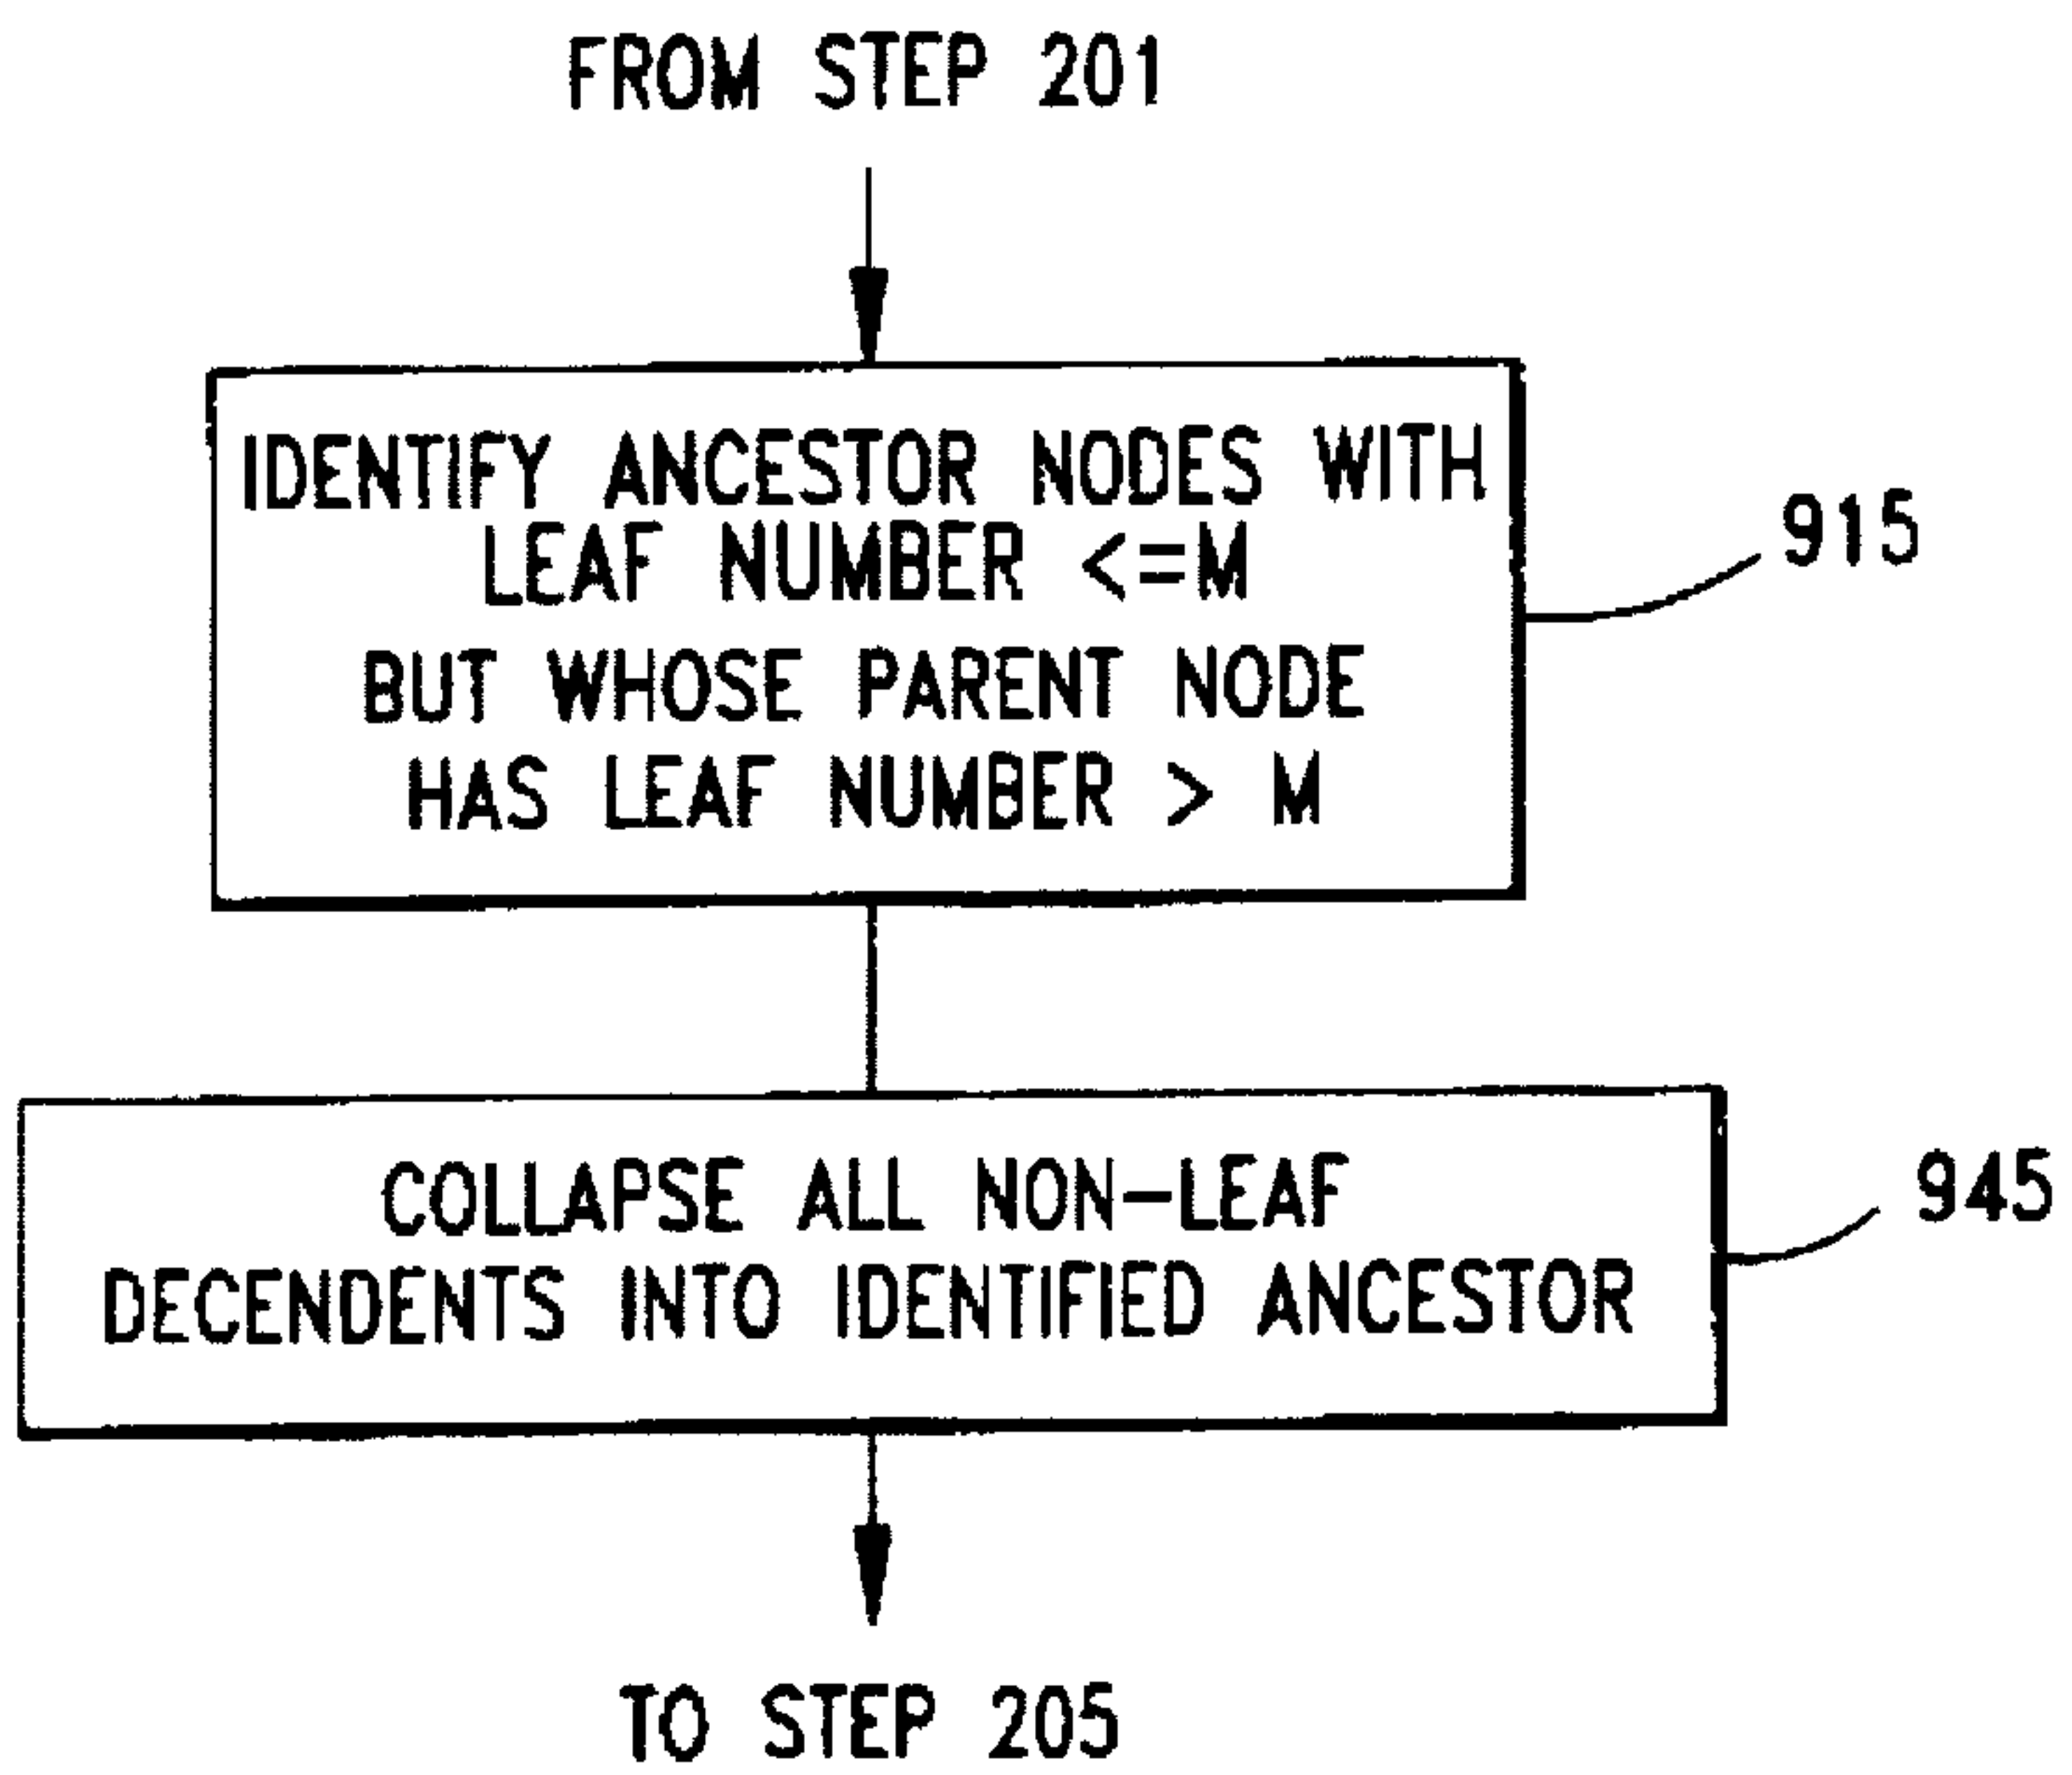 FROM STEP 201
IDENTIFY ANCESTOR NODES WITH
LEAF NUMBER <=M
BUT WHOSE PARENT NODE
HAS LEAF NUMBER > M
915
COLLAPSE ALL NON-LEAF
DECENDENTS INTO IDENTIFIED ANCESTOR
945
TO STEP 205